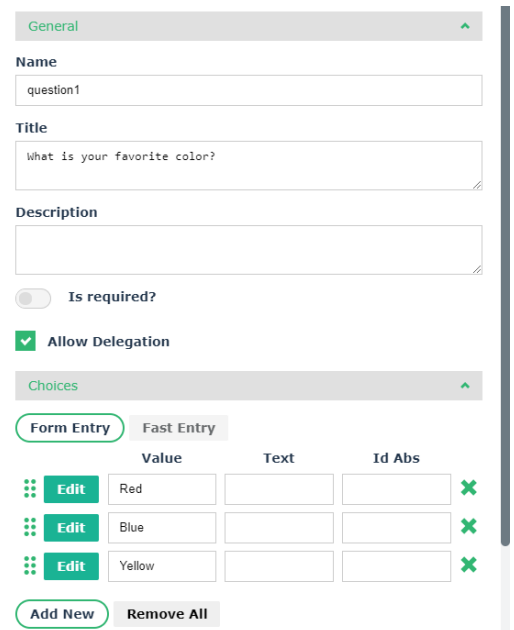 General
Name
question1
Title
What is your favorite color?
Description
Is required?
Allow Delegation
Choices
Form Entry Fast Entry
Value Text Id Abs
Edit Red
Edit Blue
Edit Yellow
Add New Remove All